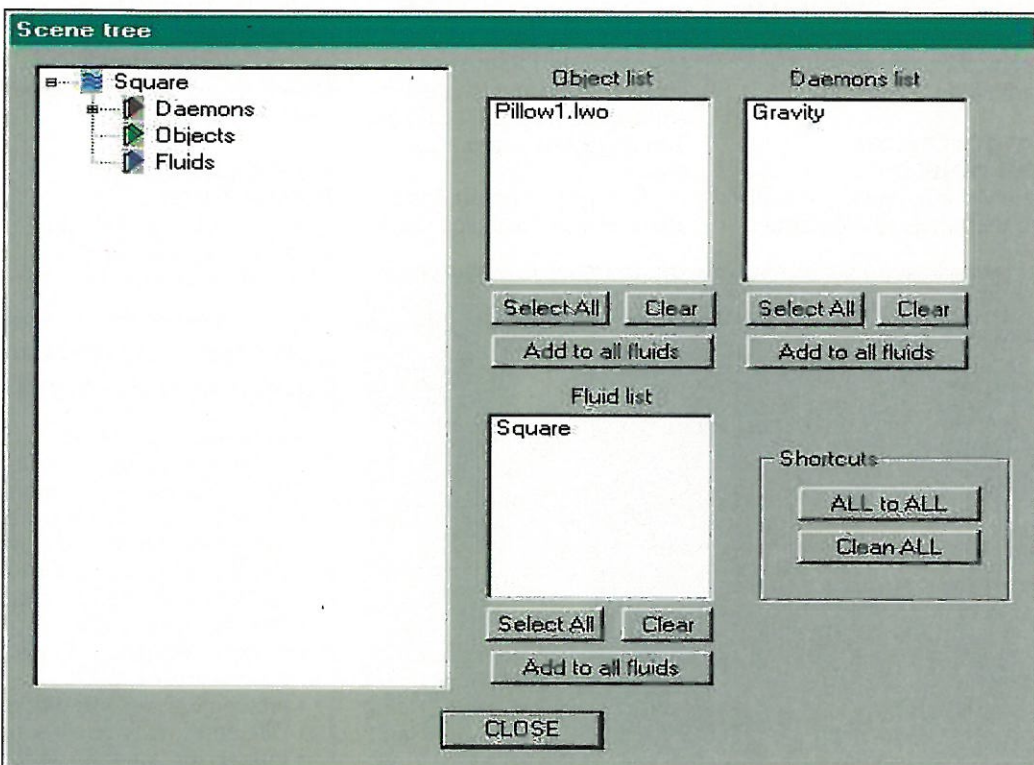 Scene tree
Square
Daemons
Objects
Fluids
Object list
Pillow1.lwo
Select All
Clear
Add to all fluids
Daemons list
Gravity
Select All
Clear
Add to all fluids
Fluid list
Square
Select All
Clear
Add to all fluids
Shortcuts
ALL to ALL
Clean ALL
CLOSE